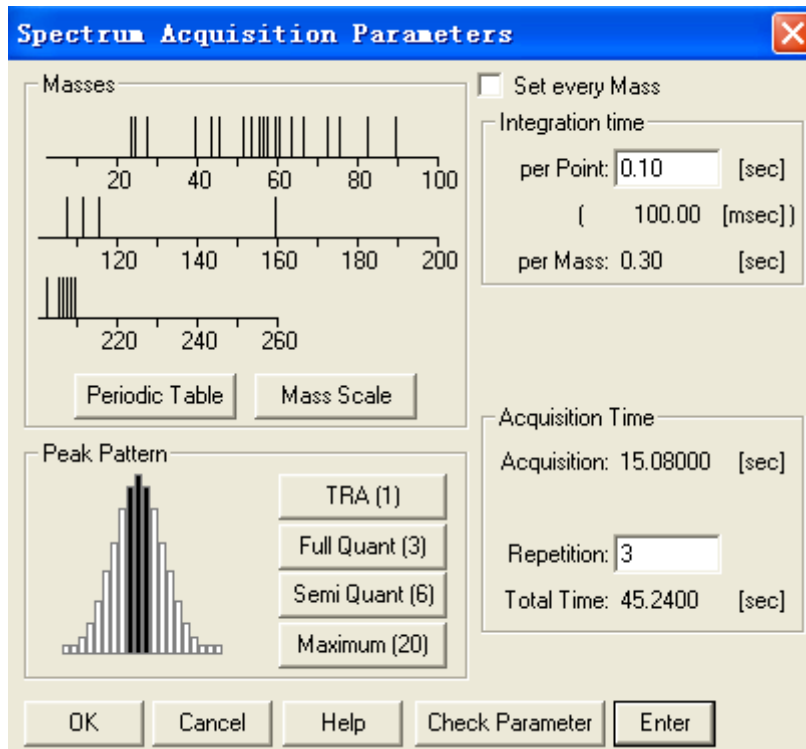 Spectrum Acquisition Parameters
Masses
20 40 60 80 100
120 140 160 180 200
220 240 260
Periodic Table Mass Scale
Set every Mass
Integration time
per Point: 0.10 [sec]
( 100.00 [msec])
per Mass: 0.30 [sec]
Peak Pattern
TRA (1)
Full Quant (3)
Semi Quant (6)
Maximum (20)
Acquisition Time
Acquisition: 15.08000 [sec]
Repetition: 3
Total Time: 45.2400 [sec]
OK Cancel Help Check Parameter Enter